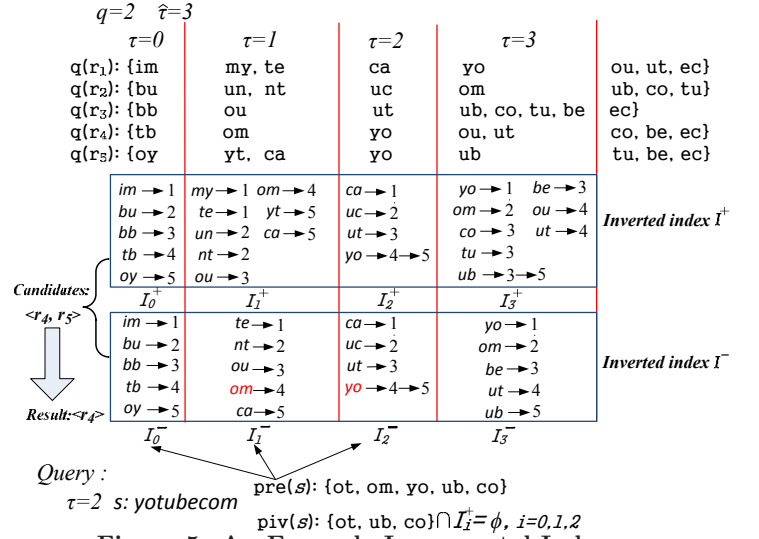 q=2 τ̂=3
τ=0 τ=1 τ=2 τ=3
q(r₁): {im my, te ca yo ou, ut, ec}
q(r₂): {bu un, nt uc om ub, co, tu}
q(r₃): {bb ou ut ub, co, tu, be ec}
q(r₄): {tb om yo ou, ut co, be, ec}
q(r₅): {oy yt, ca yo ub tu, be, ec}
im → 1 my → 1 om → 4 ca → 1 yo → 1 be → 3
bu → 2 te → 1 yt → 5 uc → 2 om → 2 ou → 4
bb → 3 un → 2 ca → 5 ut → 3 co → 3 ut → 4
tb → 4 nt → 2 yo → 4 → 5 tu → 3
oy → 5 ou → 3 ub → 3 → 5
Inverted index I⁺
I₀⁺ I₁⁺ I₂⁺ I₃⁺
Candidates:
<r₄, r₅>
im → 1 te → 1 ca → 1 yo → 1
bu → 2 nt → 2 uc → 2 om → 2
bb → 3 ou → 3 ut → 3 be → 3
tb → 4 om → 4 yo → 4 → 5 ut → 4
oy → 5 ca → 5 ub → 5
Inverted index I⁻
Result:<r₄>
I₀⁻ I₁⁻ I₂⁻ I₃⁻
Query :
τ=2 s: yotubecom
pre(s): {ot, om, yo, ub, co}
piv(s): {ot, ub, co}∩Iᵢ⁺=ϕ, i=0,1,2